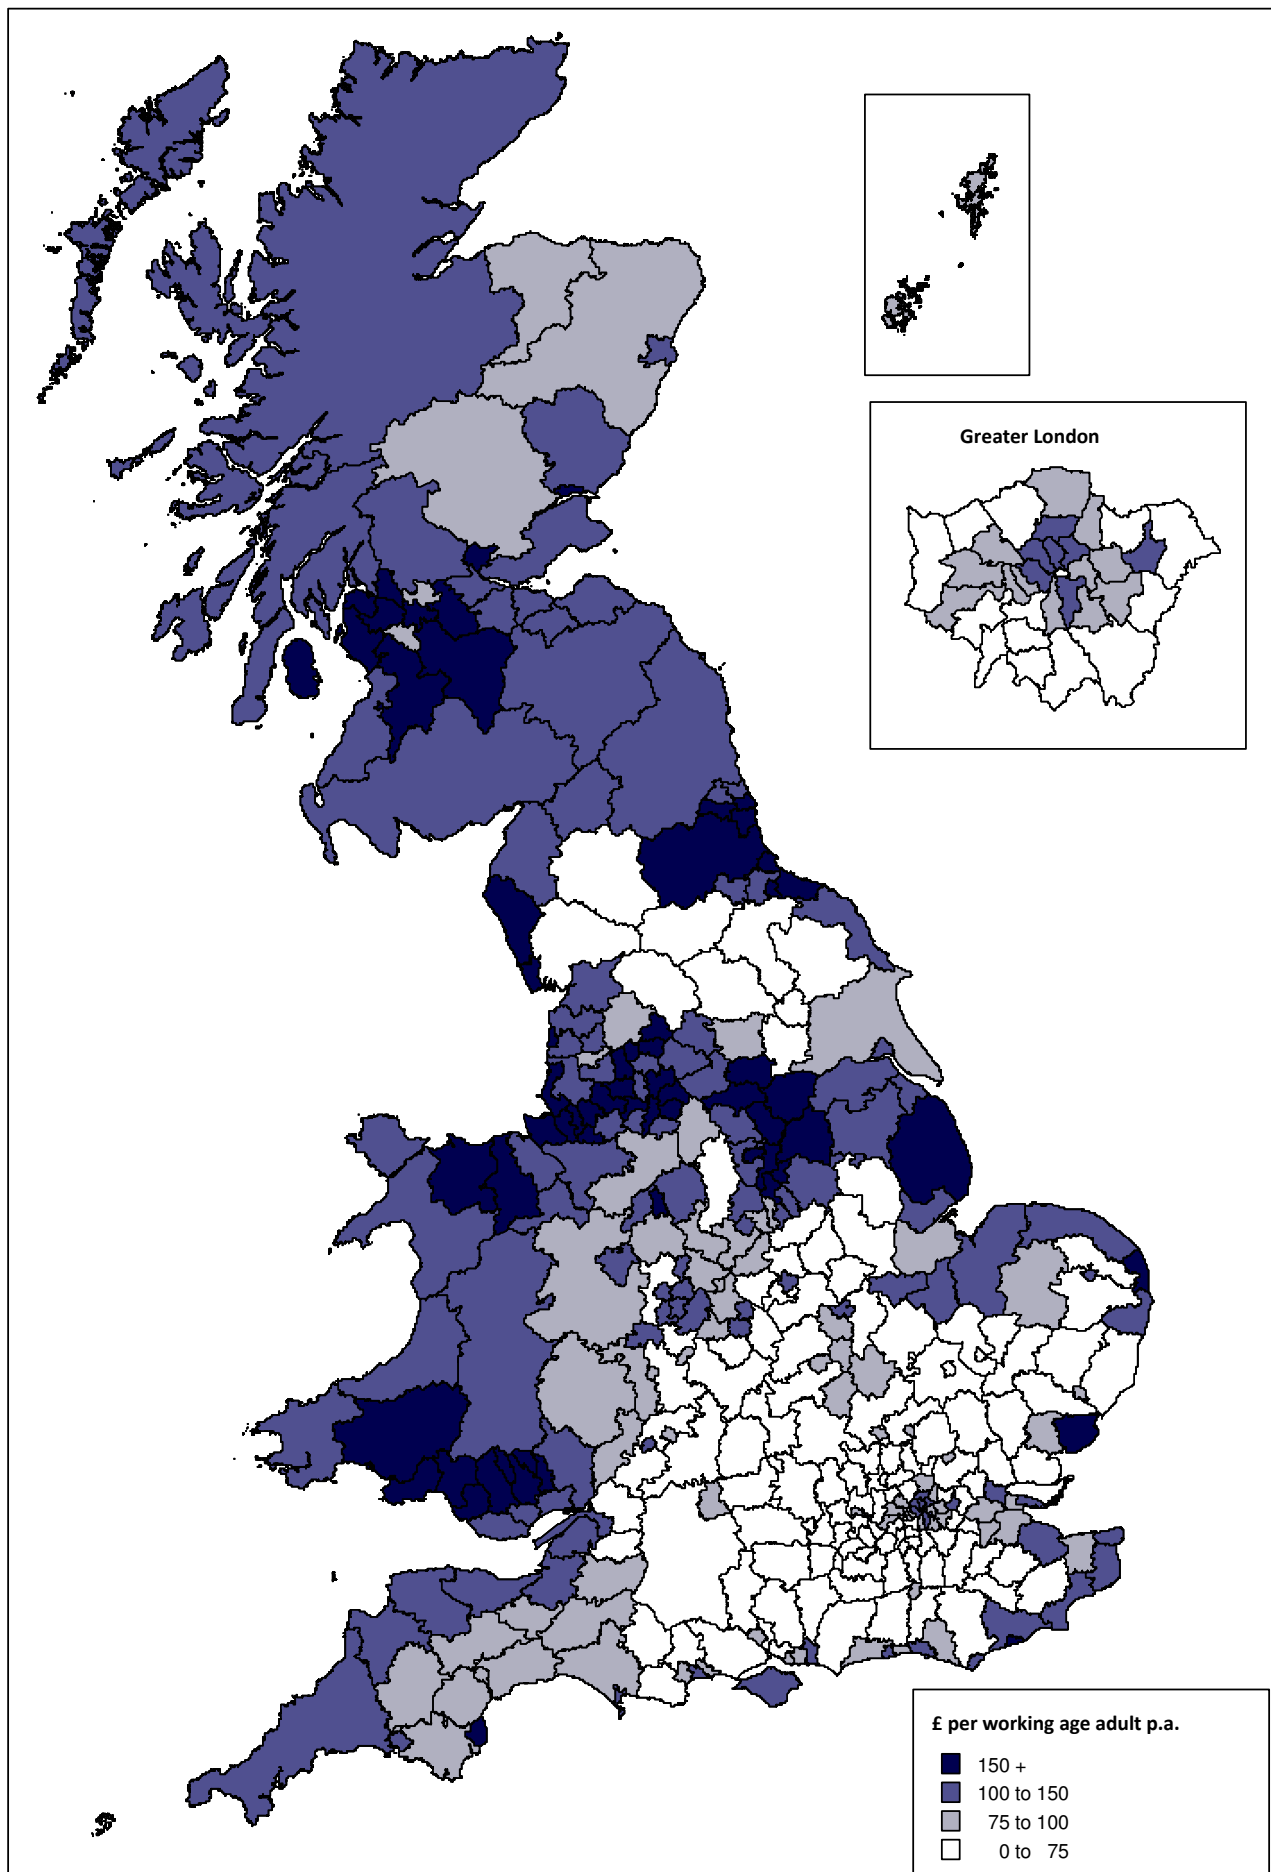 Greater London
£ per working age adult p.a.
150 +
100 to 150
75 to 100
0 to 75